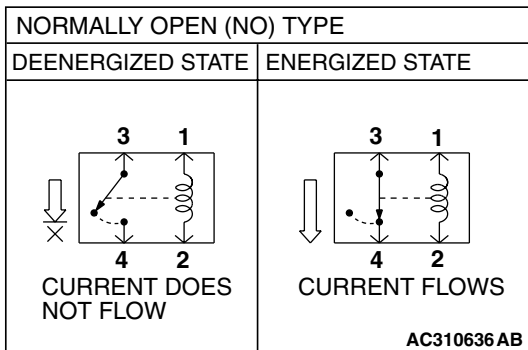 NORMALLY OPEN (NO) TYPE
DEENERGIZED STATE
ENERGIZED STATE
3 1
4 2
CURRENT DOES
NOT FLOW
3 1
4 2
CURRENT FLOWS
AC310636AB